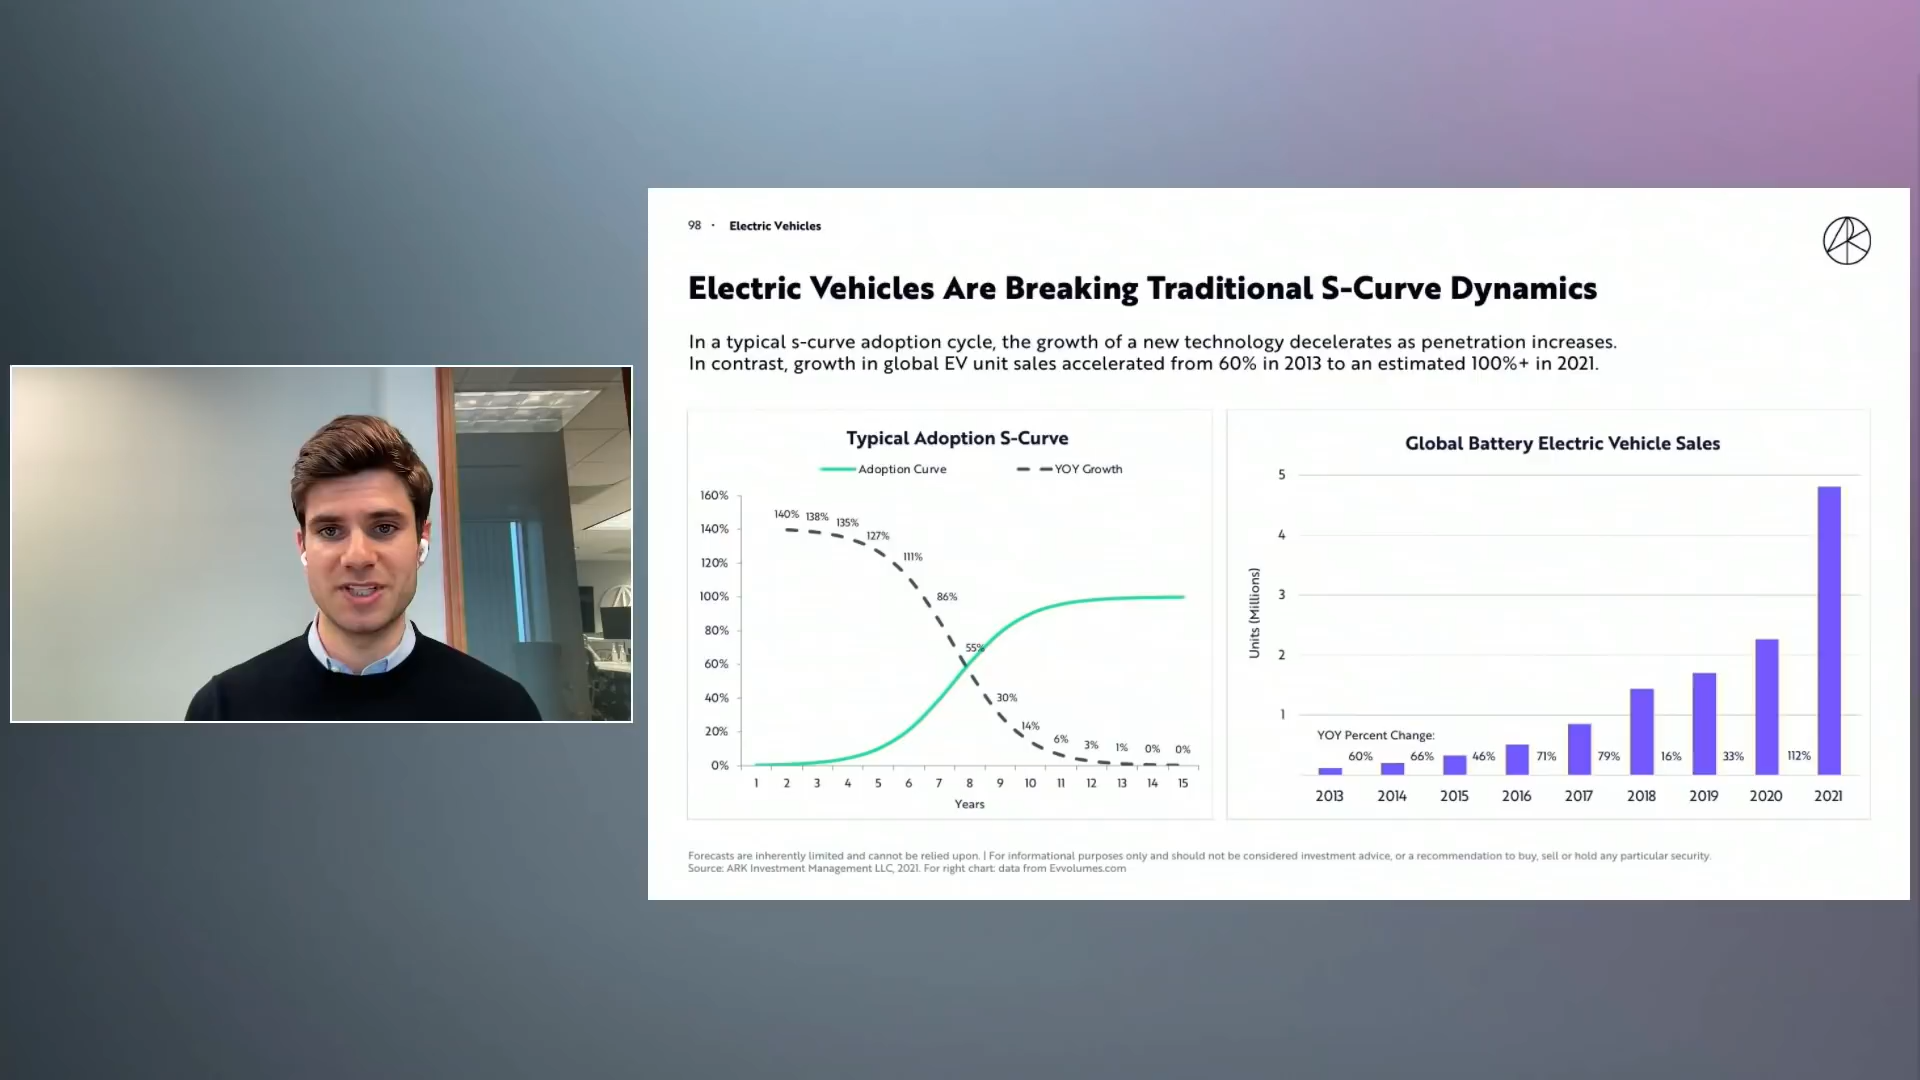 98 · Electric Vehicles
Electric Vehicles Are Breaking Traditional S-Curve Dynamics
In a typical s-curve adoption cycle, the growth of a new technology decelerates as penetration increases.
In contrast, growth in global EV unit sales accelerated from 60% in 2013 to an estimated 100%+ in 2021.
Typical Adoption S-Curve
Adoption Curve YOY Growth
160%
140%
120%
100%
80%
60%
40%
20%
0%
140% 138% 135% 127% 111% 86% 55% 30% 14% 6% 3% 1% 0% 0%
1 2 3 4 5 6 7 8 9 10 11 12 13 14 15
Years
Global Battery Electric Vehicle Sales
Units (Millions)
5
4
3
2
1
YOY Percent Change:
60% 66% 46% 71% 79% 16% 33% 112%
2013 2014 2015 2016 2017 2018 2019 2020 2021
Forecasts are inherently limited and cannot be relied upon. | For informational purposes only and should not be considered investment advice, or a recommendation to buy, sell or hold any particular security.
Source: ARK Investment Management LLC, 2021. For right chart: data from Evvolumes.com